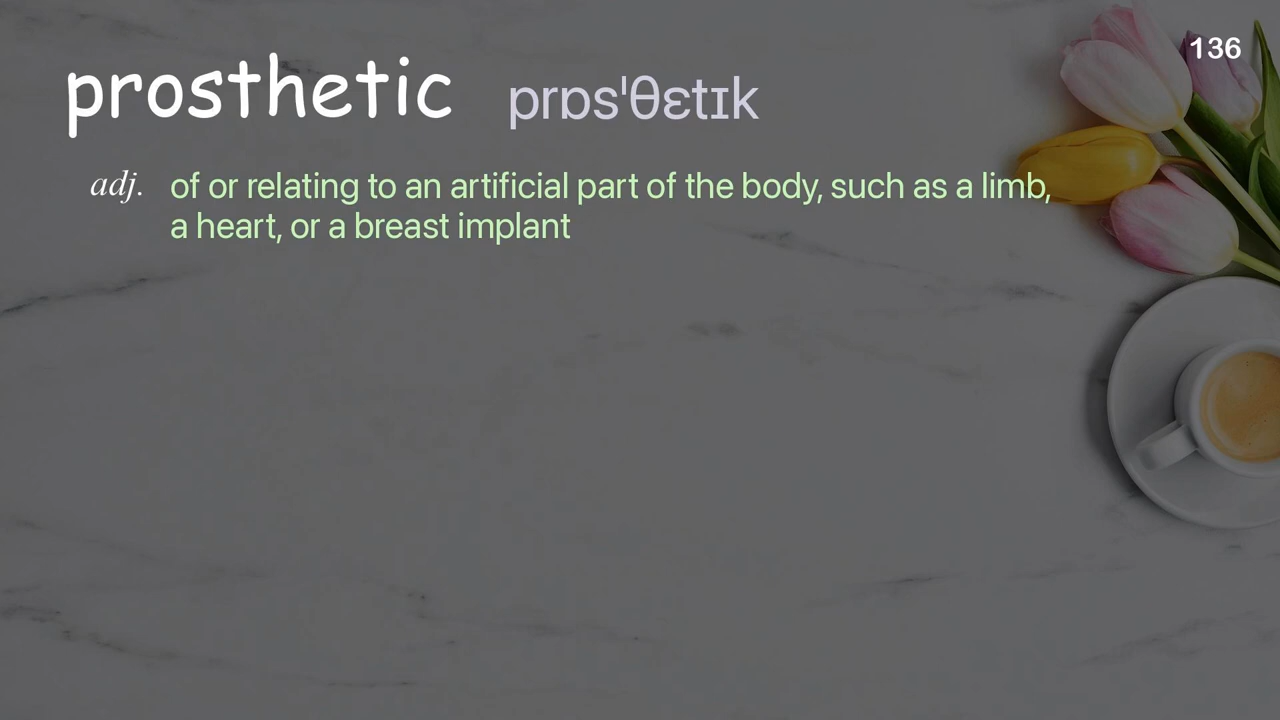 136
prosthetic prɒsˈθɛtɪk
adj. of or relating to an artificial part of the body, such as a limb,
a heart, or a breast implant